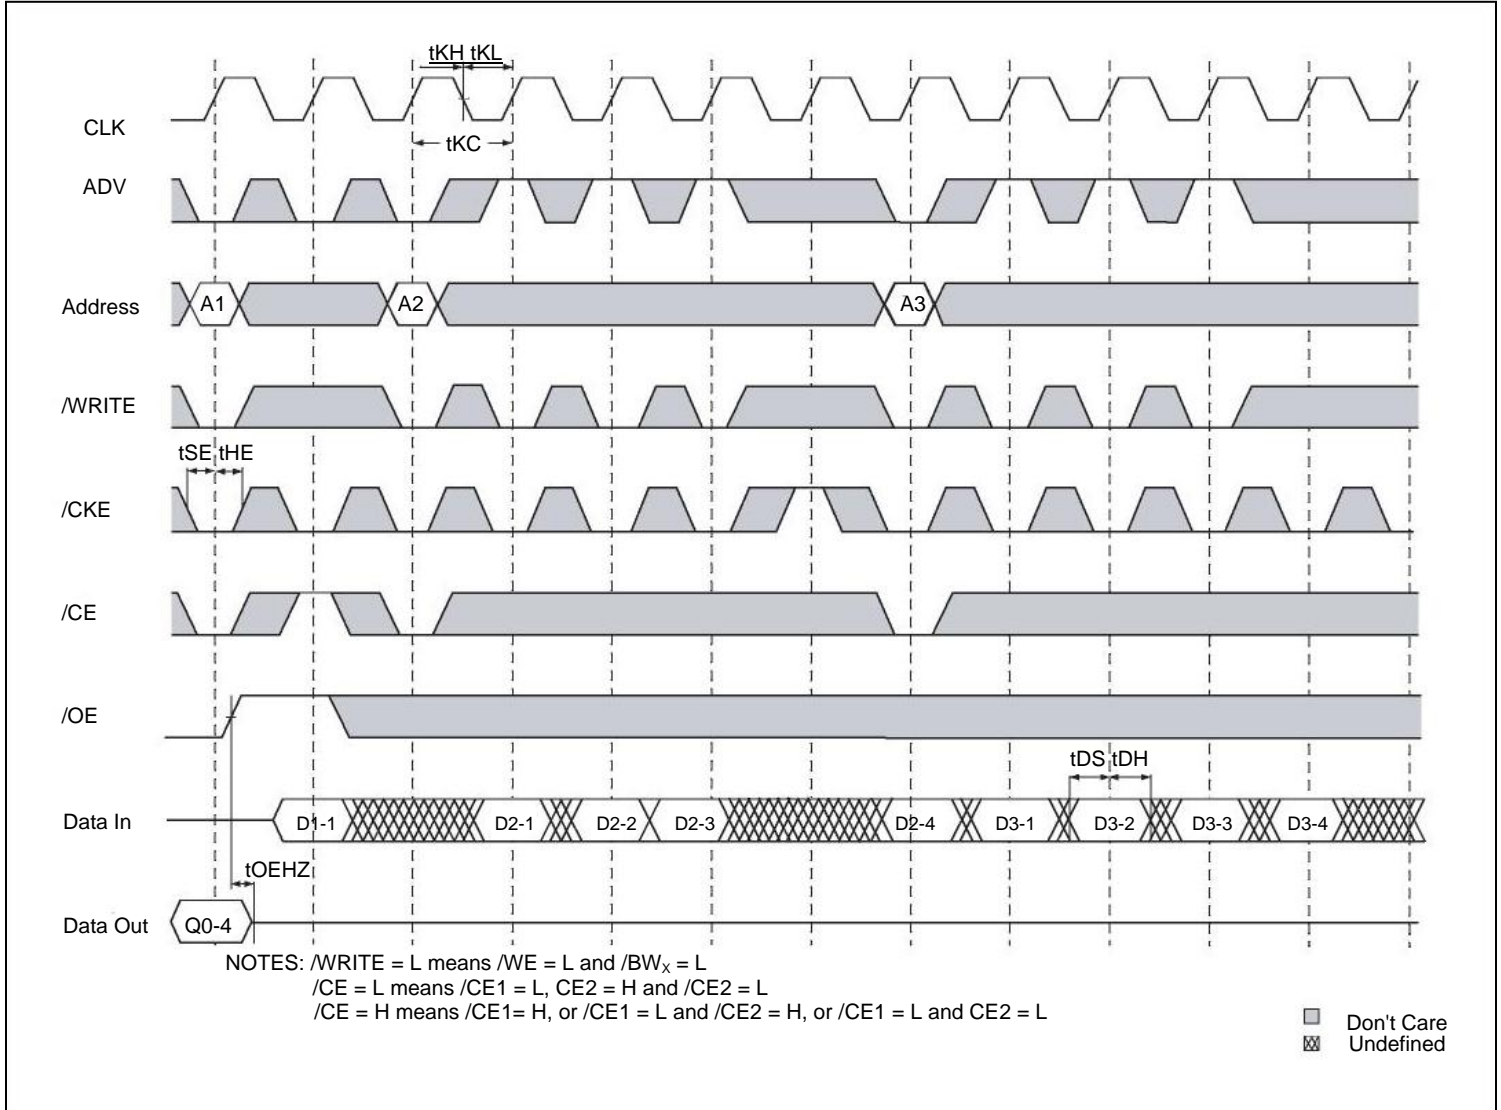 tKH tKL
CLK
tKC
ADV
Address
A1
A2
A3
/WRITE
tSE tHE
/CKE
/CE
/OE
tDS tDH
Data In
D1-1
D2-1
D2-2
D2-3
D2-4
D3-1
D3-2
D3-3
D3-4
tOEHZ
Data Out
Q0-4
NOTES: /WRITE = L means /WE = L and /BWX = L
/CE = L means /CE1 = L, CE2 = H and /CE2 = L
/CE = H means /CE1= H, or /CE1 = L and /CE2 = H, or /CE1 = L and CE2 = L
Don't Care
Undefined